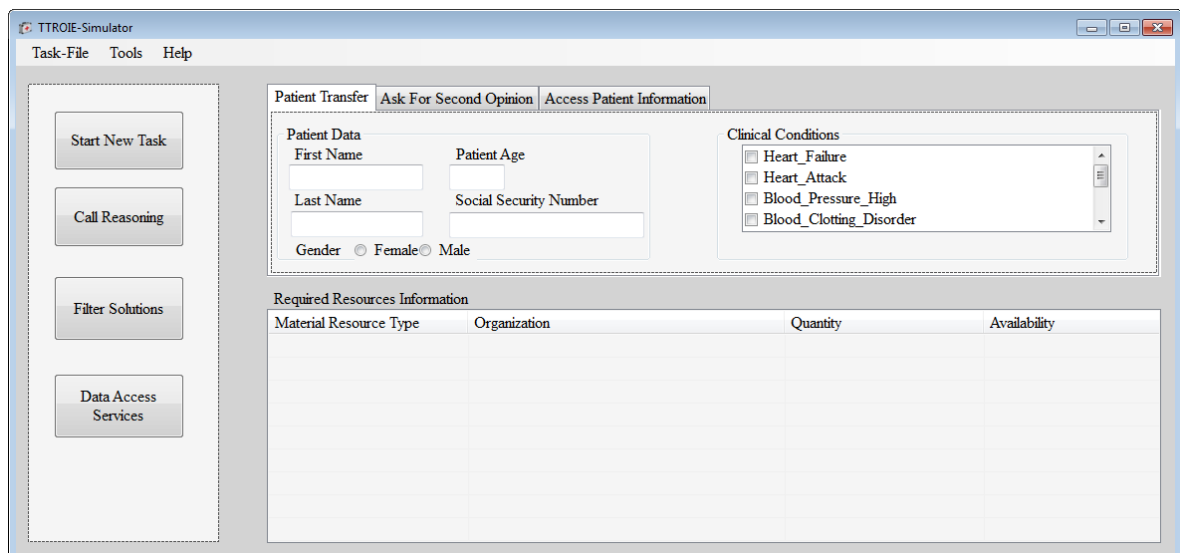 TTROIE-Simulator
Task-File Tools Help
Start New Task
Call Reasoning
Filter Solutions
Data Access
Services
Patient Transfer Ask For Second Opinion Access Patient Information
Patient Data
First Name Patient Age
Last Name Social Security Number
Gender Female Male
Clinical Conditions
Heart_Failure
Heart_Attack
Blood_Pressure_High
Blood_Clotting_Disorder
Required Resources Information
Material Resource Type Organization Quantity Availability